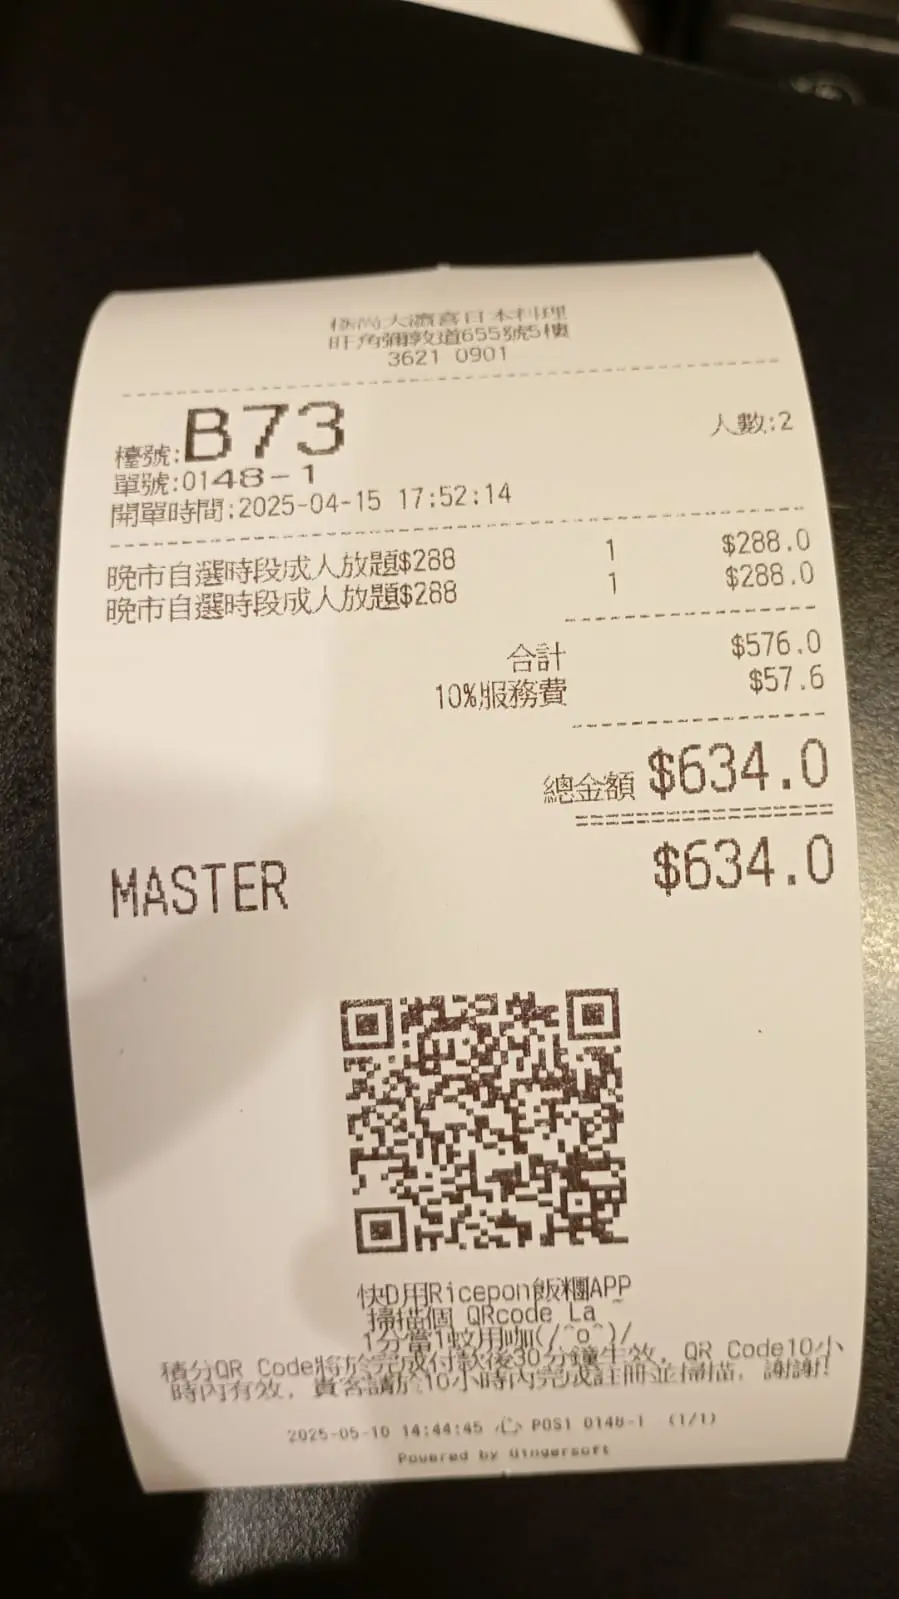 極尚大瀛喜日本料理
旺角彌敦道655號5樓
3621 0901
檯號:B73 人數:2
單號:0148-1
開單時間:2025-04-15 17:52:14
晚市自選時段成人放題$288 1 $288.0
晚市自選時段成人放題$288 1 $288.0
合計 $576.0
10%服務費 $57.6
總金額 $634.0
MASTER $634.0
快D用Ricepon飯糰APP
掃描個 QRcode La ~
1分當1蚊用咖(/^o^)/
積分QR Code將於完成付款後30分鐘生效, QR Code10小
時內有效, 貴客請於10小時內完成註冊並掃描, 謝謝!
2025-05-10 14:44:45 POS1 0148-1 (1/1)
Powered by Gingersoft